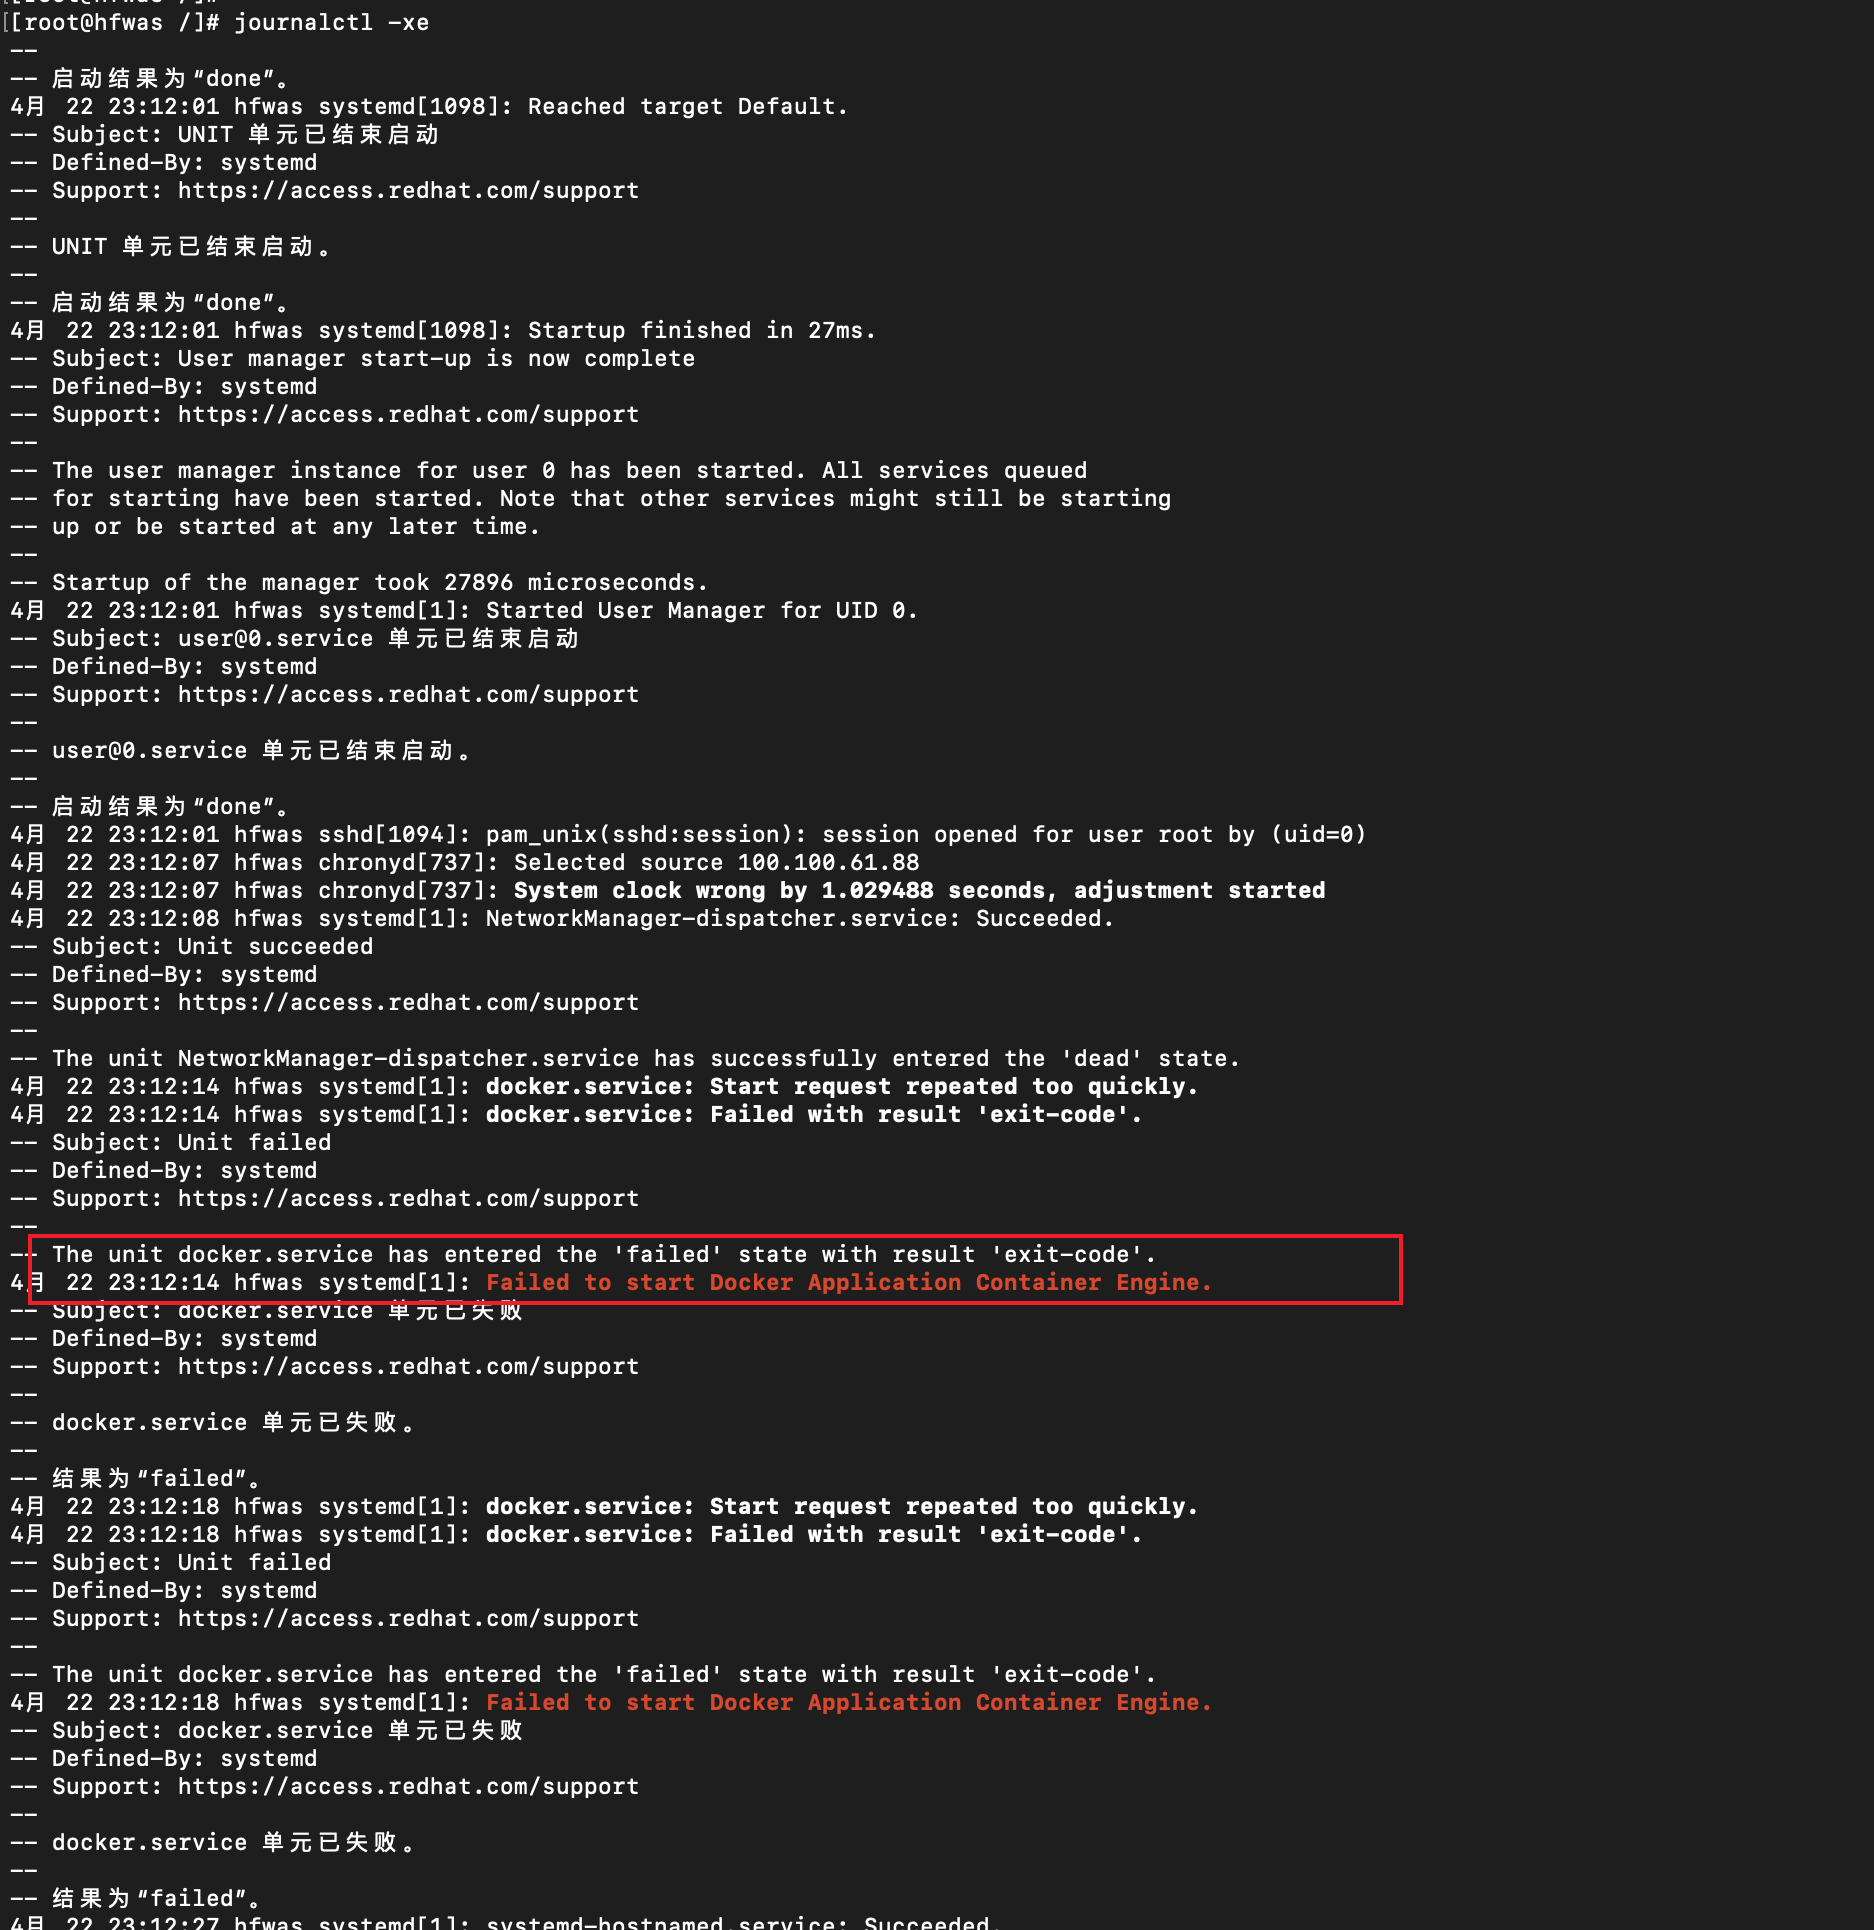 [[root@hfwas /]# journalctl -xe
--
-- 启动结果为“done”。
4月 22 23:12:01 hfwas systemd[1098]: Reached target Default.
-- Subject: UNIT 单元已结束启动
-- Defined-By: systemd
-- Support: https://access.redhat.com/support
--
-- UNIT 单元已结束启动。
--
-- 启动结果为“done”。
4月 22 23:12:01 hfwas systemd[1098]: Startup finished in 27ms.
-- Subject: User manager start-up is now complete
-- Defined-By: systemd
-- Support: https://access.redhat.com/support
--
-- The user manager instance for user 0 has been started. All services queued
-- for starting have been started. Note that other services might still be starting
-- up or be started at any later time.
--
-- Startup of the manager took 27896 microseconds.
4月 22 23:12:01 hfwas systemd[1]: Started User Manager for UID 0.
-- Subject: user@0.service 单元已结束启动
-- Defined-By: systemd
-- Support: https://access.redhat.com/support
--
-- user@0.service 单元已结束启动。
--
-- 启动结果为“done”。
4月 22 23:12:01 hfwas sshd[1094]: pam_unix(sshd:session): session opened for user root by (uid=0)
4月 22 23:12:07 hfwas chronyd[737]: Selected source 100.100.61.88
4月 22 23:12:07 hfwas chronyd[737]: System clock wrong by 1.029488 seconds, adjustment started
4月 22 23:12:08 hfwas systemd[1]: NetworkManager-dispatcher.service: Succeeded.
-- Subject: Unit succeeded
-- Defined-By: systemd
-- Support: https://access.redhat.com/support
--
-- The unit NetworkManager-dispatcher.service has successfully entered the 'dead' state.
4月 22 23:12:14 hfwas systemd[1]: docker.service: Start request repeated too quickly.
4月 22 23:12:14 hfwas systemd[1]: docker.service: Failed with result 'exit-code'.
-- Subject: Unit failed
-- Defined-By: systemd
-- Support: https://access.redhat.com/support
--
-- The unit docker.service has entered the 'failed' state with result 'exit-code'.
4月 22 23:12:14 hfwas systemd[1]: Failed to start Docker Application Container Engine.
-- Subject: docker.service 单元已失败
-- Defined-By: systemd
-- Support: https://access.redhat.com/support
--
-- docker.service 单元已失败。
--
-- 结果为“failed”。
4月 22 23:12:18 hfwas systemd[1]: docker.service: Start request repeated too quickly.
4月 22 23:12:18 hfwas systemd[1]: docker.service: Failed with result 'exit-code'.
-- Subject: Unit failed
-- Defined-By: systemd
-- Support: https://access.redhat.com/support
--
-- The unit docker.service has entered the 'failed' state with result 'exit-code'.
4月 22 23:12:18 hfwas systemd[1]: Failed to start Docker Application Container Engine.
-- Subject: docker.service 单元已失败
-- Defined-By: systemd
-- Support: https://access.redhat.com/support
--
-- docker.service 单元已失败。
--
-- 结果为“failed”。
4月 22 23:12:27 hfwas systemd[1]: systemd-hostnamed.service: Succeeded.